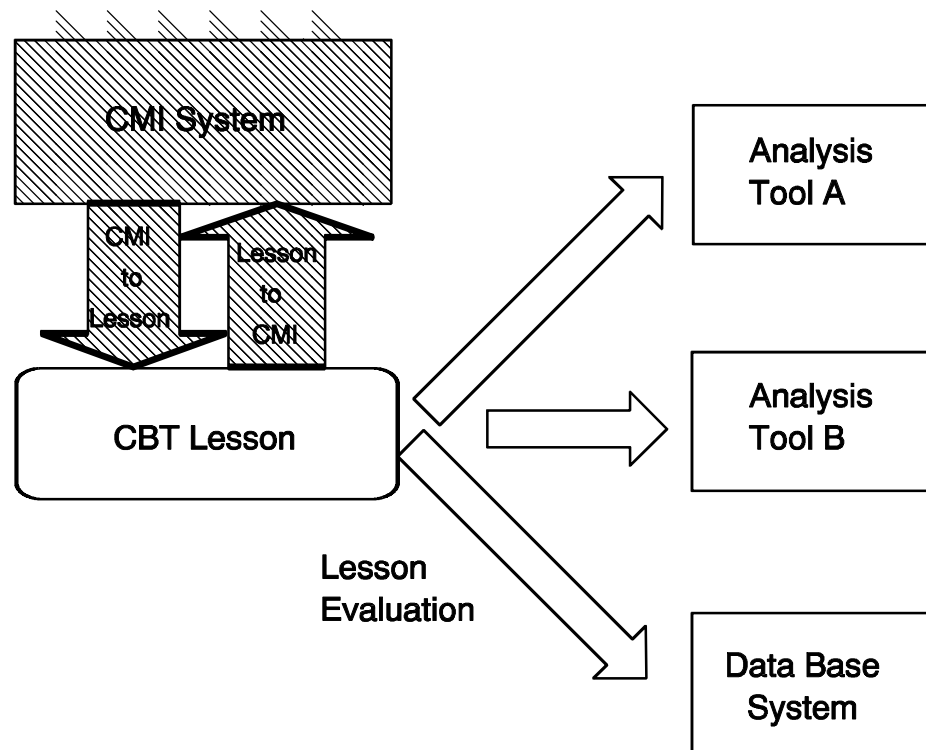 CMI System
CMI
to
Lesson
Lesson
to
CMI
CBT Lesson
Lesson
Evaluation
Analysis
Tool A
Analysis
Tool B
Data Base
System